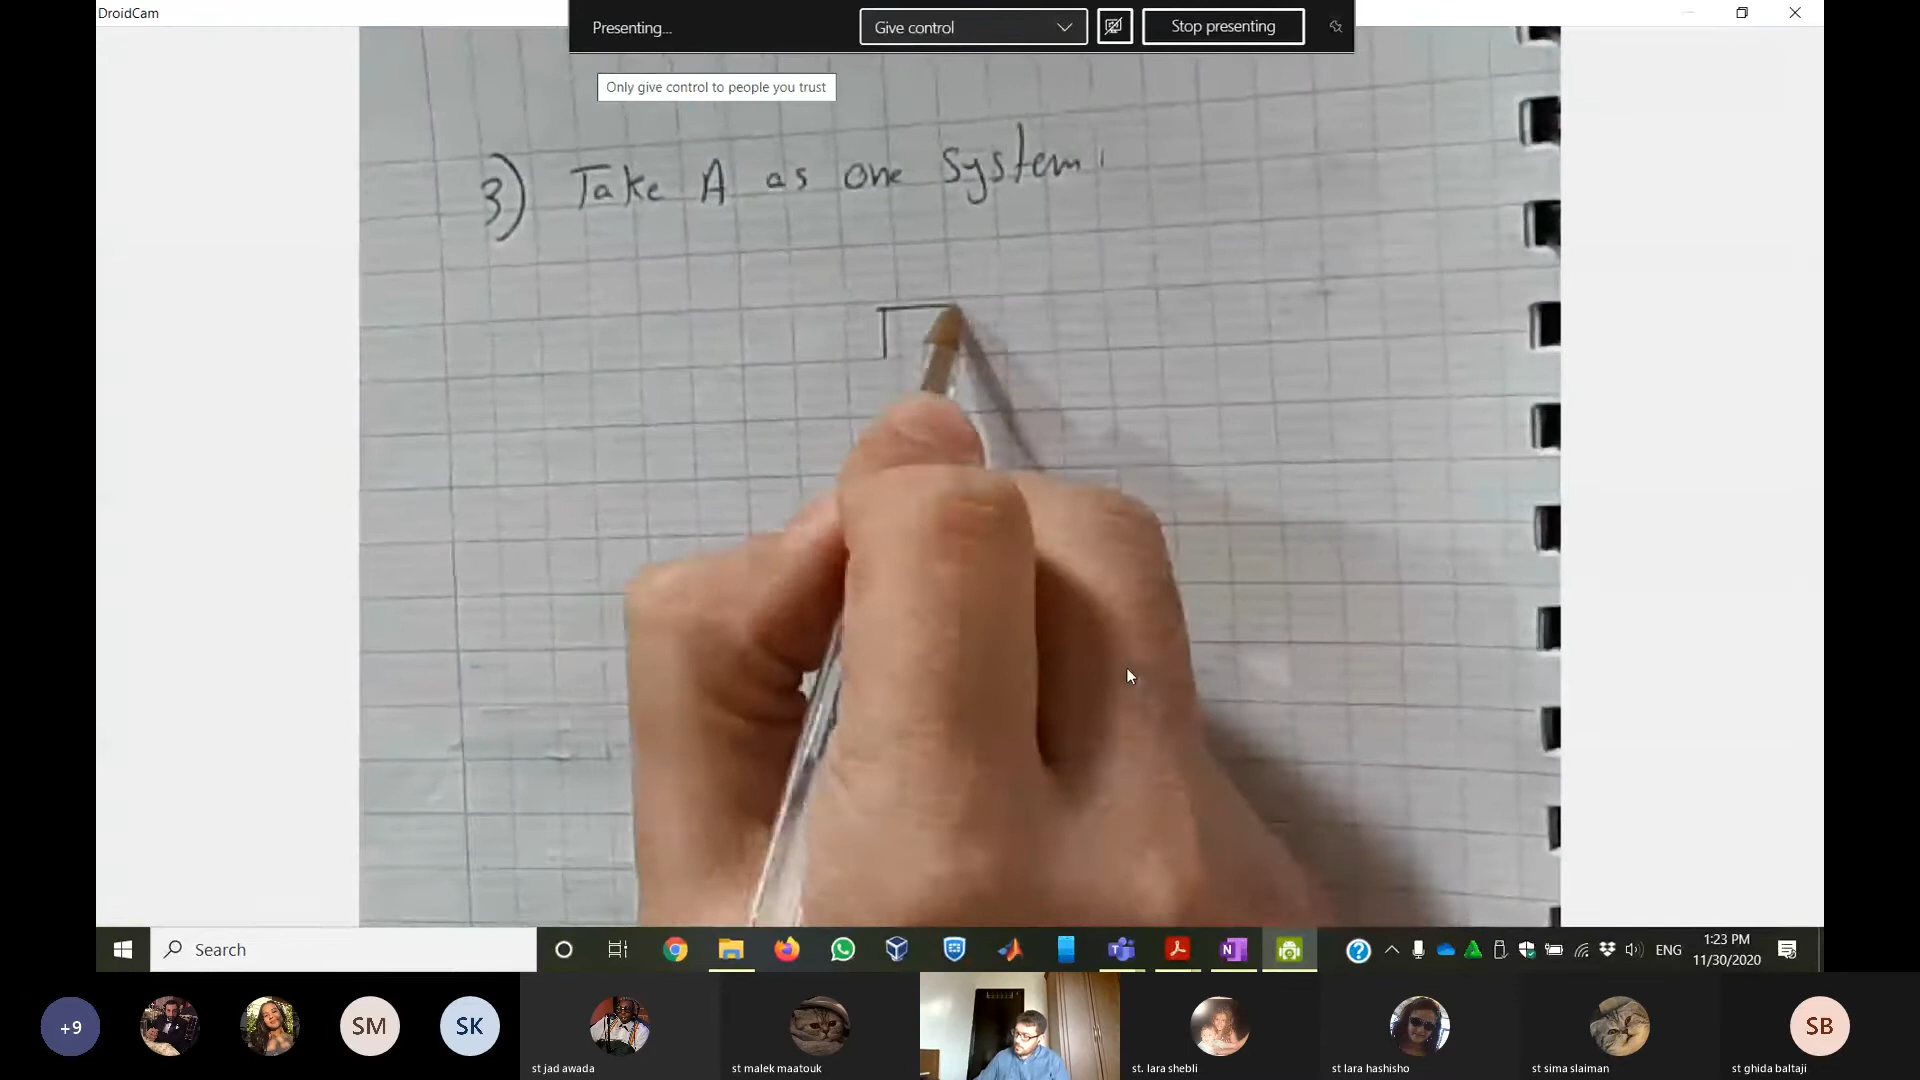 DroidCam
Presenting...
Give control
Stop presenting
Only give control to people you trust
3) Take A as one system
Search
ENG
1:23 PM
11/30/2020
+9
SM
SK
SB
st jad awada
st malek maatouk
st. lara shebli
st lara hashisho
st sima slaiman
st ghida baltaji